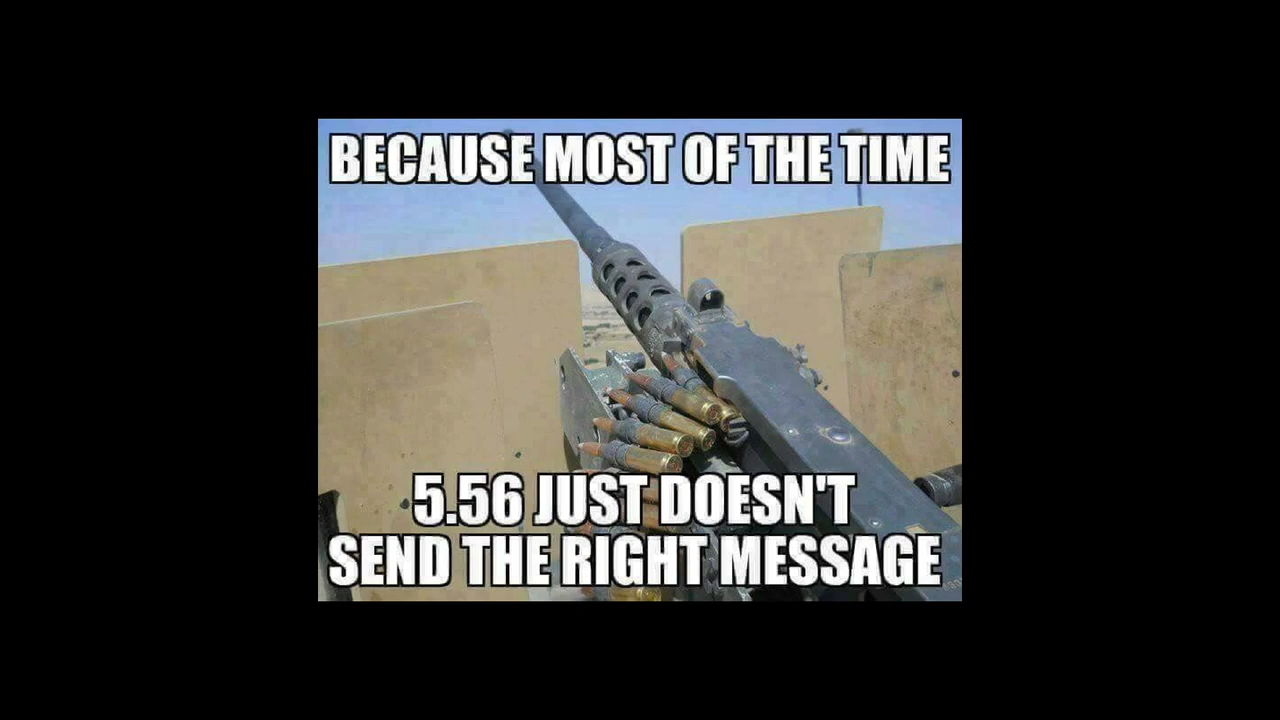 BECAUSE MOST OF THE TIME
5.56 JUST DOESN'T
SEND THE RIGHT MESSAGE